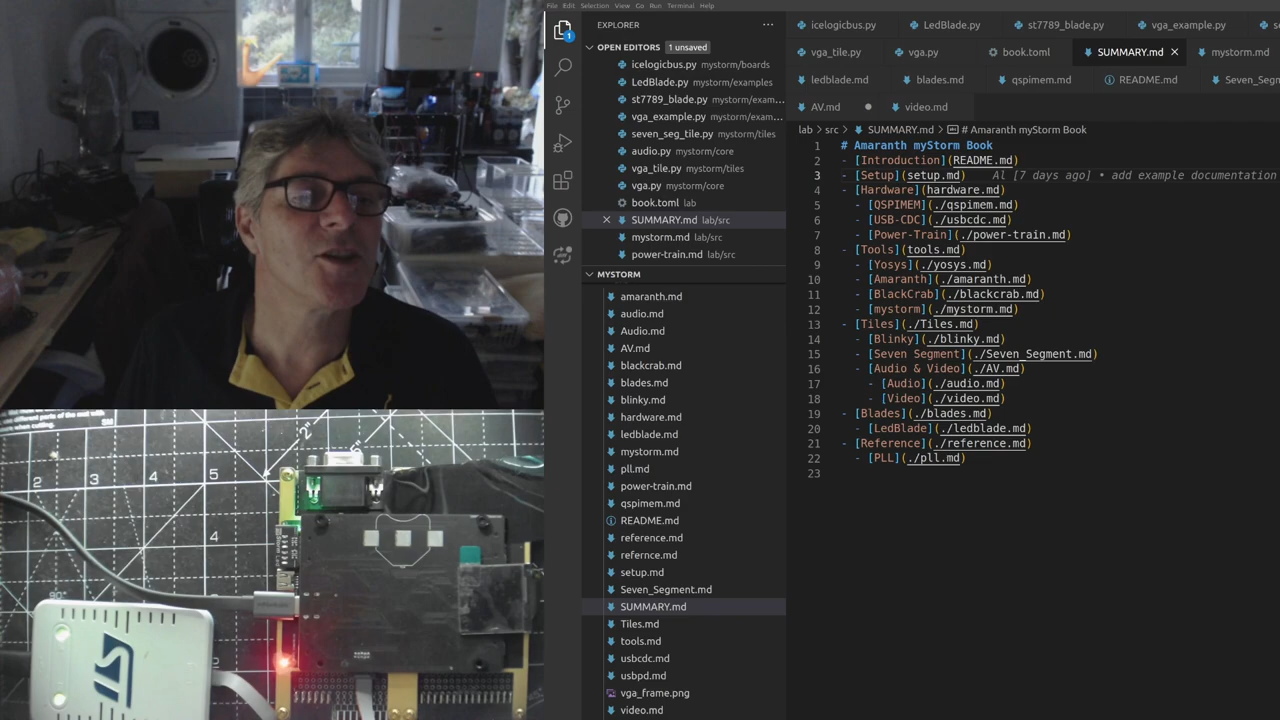 File Edit Selection View Go Run Terminal Help
EXPLORER
OPEN EDITORS 1 unsaved
icelogicbus.py mystorm/boards
LedBlade.py mystorm/examples
st7789_blade.py mystorm/exam...
vga_example.py mystorm/exam...
seven_seg_tile.py mystorm/tiles
audio.py mystorm/core
vga_tile.py mystorm/tiles
vga.py mystorm/core
book.toml lab
SUMMARY.md lab/src
mystorm.md lab/src
power-train.md lab/src
MYSTORM
amaranth.md
audio.md
Audio.md
AV.md
blackcrab.md
blades.md
blinky.md
hardware.md
ledblade.md
mystorm.md
pll.md
power-train.md
qspimem.md
README.md
reference.md
refernce.md
setup.md
Seven_Segment.md
SUMMARY.md
Tiles.md
tools.md
usbcdc.md
usbpd.md
vga_frame.png
video.md
1
icelogicbus.py LedBlade.py st7789_blade.py vga_example.py
vga_tile.py vga.py book.toml SUMMARY.md mystorm.md
ledblade.md blades.md qspimem.md README.md Seven_Seg
AV.md video.md
lab > src > SUMMARY.md > # Amaranth myStorm Book
1 # Amaranth myStorm Book
2 - [Introduction](README.md)
3 - [Setup](setup.md) Al [7 days ago] • add example documentation
4 - [Hardware](hardware.md)
5 - [QSPIMEM](./qspimem.md)
6 - [USB-CDC](./usbcdc.md)
7 - [Power-Train](./power-train.md)
8 - [Tools](tools.md)
9 - [Yosys](./yosys.md)
10 - [Amaranth](./amaranth.md)
11 - [BlackCrab](./blackcrab.md)
12 - [mystorm](./mystorm.md)
13 - [Tiles](./Tiles.md)
14 - [Blinky](./blinky.md)
15 - [Seven Segment](./Seven_Segment.md)
16 - [Audio & Video](./AV.md)
17 - [Audio](./audio.md)
18 - [Video](./video.md)
19 - [Blades](./blades.md)
20 - [LedBlade](./ledblade.md)
21 - [Reference](./reference.md)
22 - [PLL](./pll.md)
23
2"
2 3 4 5
4